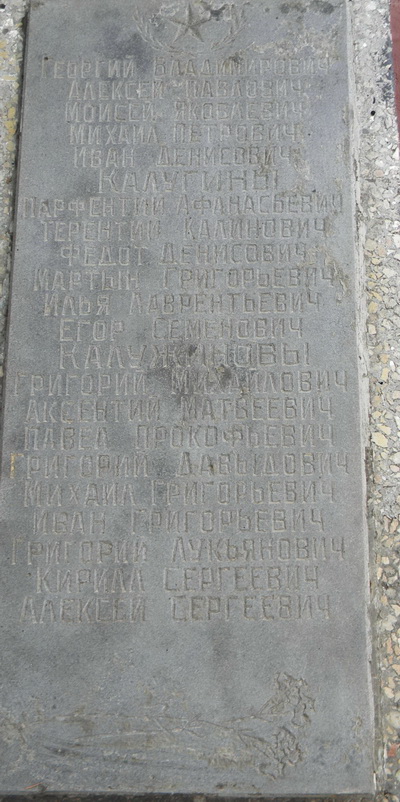 ГЕОРГИЙ ВЛАДИМИРОВИЧ
АЛЕКСЕЙ ПАВЛОВИЧ
МОИСЕЙ ЯКОВЛЕВИЧ
МИХАИЛ ПЕТРОВИЧ
ИВАН ДЕНИСОВИЧ
КАЛУГИНЫ
ПАРФЕНТИЙ АФАНАСЬЕВИЧ
ТЕРЕНТИЙ КАЛИНОВИЧ
ФЕДОТ ДЕНИСОВИЧ
МАРТЫН ГРИГОРЬЕВИЧ
ИЛЬЯ ЛАВРЕНТЬЕВИЧ
ЕГОР СЕМЕНОВИЧ
КАЛУЖИНОВЫ
ГРИГОРИЙ МИХАЙЛОВИЧ
АКСЕНТИЙ МАТВЕЕВИЧ
ПАВЕЛ ПРОКОФЬЕВИЧ
ГРИГОРИЙ ДАВЫДОВИЧ
МИХАИЛ ГРИГОРЬЕВИЧ
ИВАН ГРИГОРЬЕВИЧ
ГРИГОРИЙ ЛУКЬЯНОВИЧ
КИРИЛЛ СЕРГЕЕВИЧ
АЛЕКСЕЙ СЕРГЕЕВИЧ